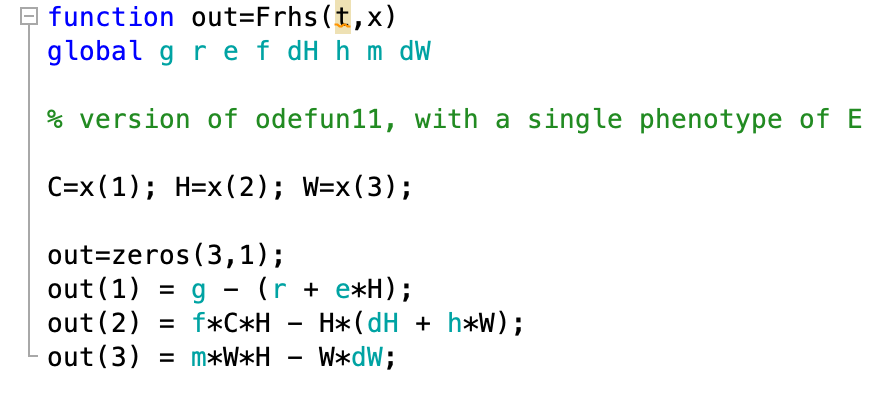 function out=Frhs(t,x)
global g r e f dH h m dW
% version of odefun11, with a single phenotype of E
C=x(1); H=x(2); W=x(3);
out=zeros(3,1);
out(1) = g - (r + e*H);
out(2) = f*C*H - H*(dH + h*W);
out(3) = m*W*H - W*dW;